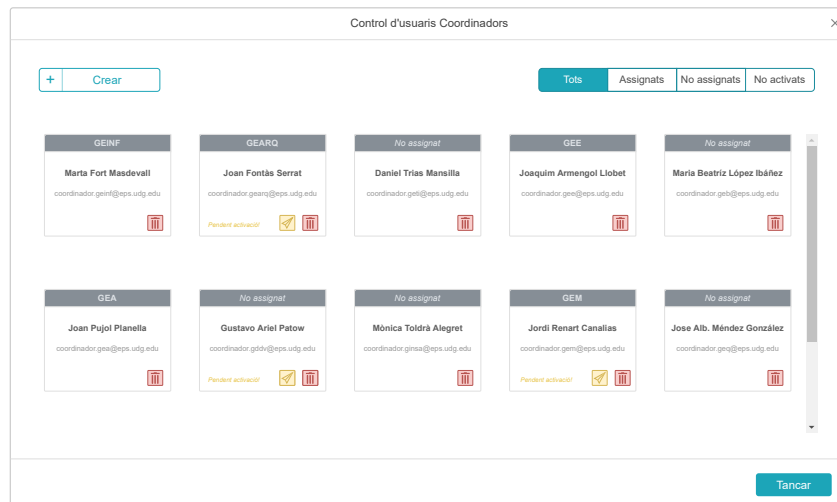 Control d'usuaris Coordinadors
+ Crear
Tots Assignats No assignats No activats
GEINF GEARQ No assignat GEE No assignat
Marta Fort Masdevall Joan Fontàs Serrat Daniel Trias Mansilla Joaquim Armengol Llobet Maria Beatriz López Ibáñez
coordinador.geinf@eps.udg.edu coordinador.gearq@eps.udg.edu coordinador.geti@eps.udg.edu coordinador.gee@eps.udg.edu coordinador.geb@eps.udg.edu
Pendent activació!
GEA No assignat No assignat GEM No assignat
Joan Pujol Planella Gustavo Ariel Patow Mònica Toldrà Alegret Jordi Renart Canalias Jose Alb. Méndez González
coordinador.gea@eps.udg.edu coordinador.gddv@eps.udg.edu coordinador.ginsa@eps.udg.edu coordinador.gem@eps.udg.edu coordinador.geq@eps.udg.edu
Pendent activació! Pendent activació!
Tancar